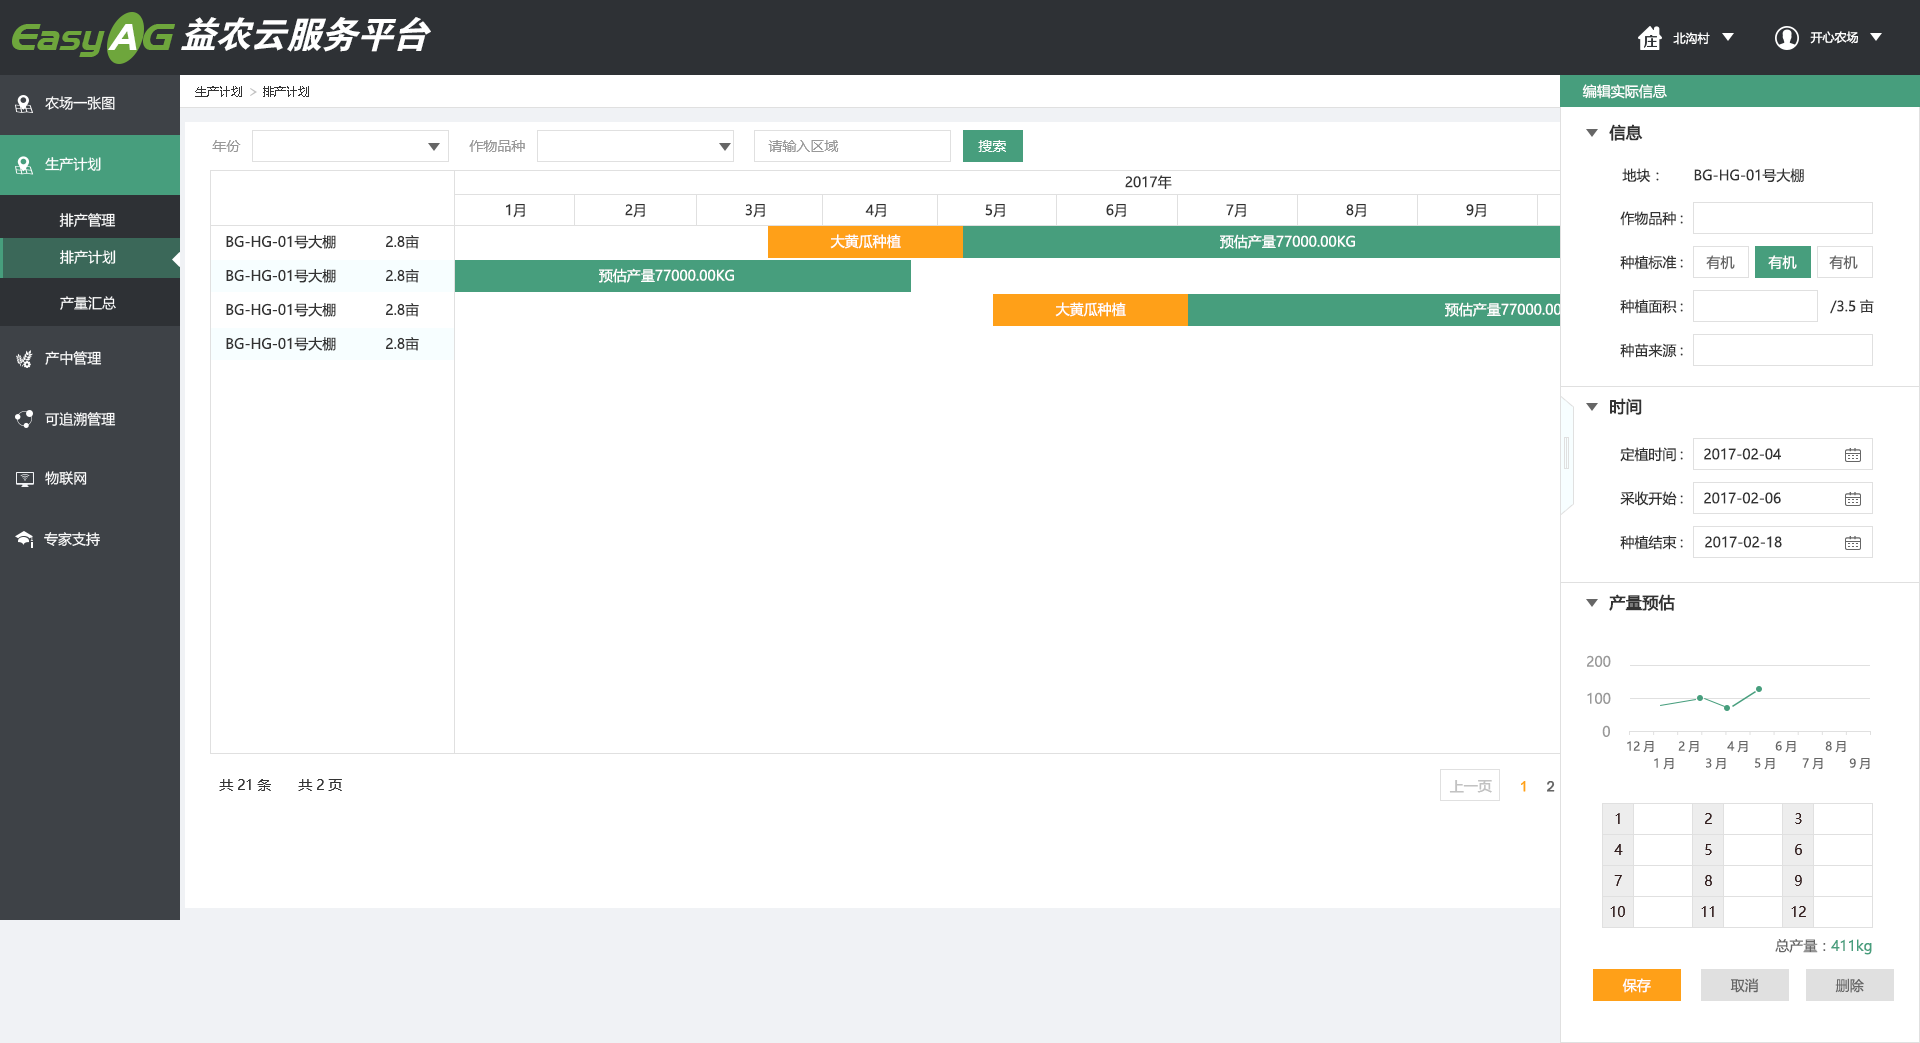 EasyAG 益农云服务平台
庄 北沟村 开心农场
农场一张图
生产计划
排产管理
排产计划
产量汇总
产中管理
可追溯管理
物联网
专家支持
生产计划 > 排产计划
年份 作物品种 请输入区域 搜索
2017年
1月 2月 3月 4月 5月 6月 7月 8月 9月
BG-HG-01号大棚 2.8亩 大黄瓜种植 预估产量77000.00KG
BG-HG-01号大棚 2.8亩 预估产量77000.00KG
BG-HG-01号大棚 2.8亩 大黄瓜种植 预估产量77000.00
BG-HG-01号大棚 2.8亩
共 21 条 共 2 页 上一页 1 2
编辑实际信息
信息
地块： BG-HG-01号大棚
作物品种：
种植标准： 有机 有机 有机
种植面积： /3.5 亩
种苗来源：
时间
定植时间： 2017-02-04
采收开始： 2017-02-06
种植结束： 2017-02-18
产量预估
200
100
0
12 月 2 月 4 月 6 月 8 月
1 月 3 月 5 月 7 月 9 月
1 2 3
4 5 6
7 8 9
10 11 12
总产量：411kg
保存 取消 删除